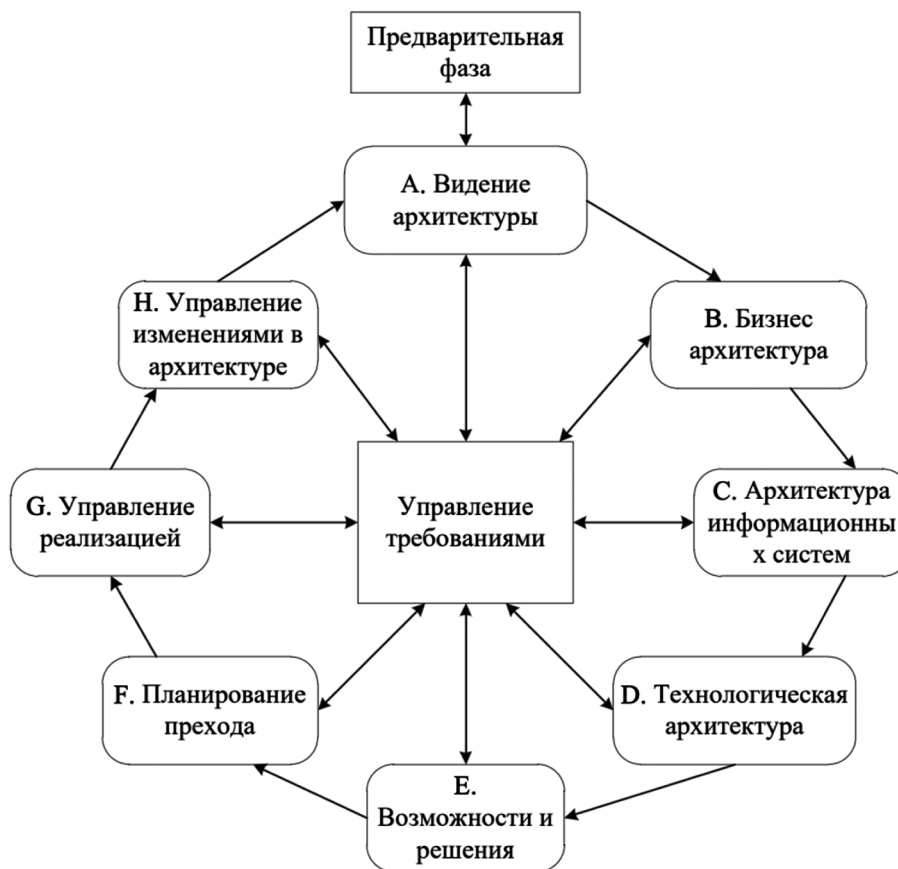 Предварительная
фаза
A. Видение
архитектуры
H. Управление
изменениями в
архитектуре
B. Бизнес
архитектура
G. Управление
реализацией
Управление
требованиями
C. Архитектура
информационны
х систем
F. Планирование
прехода
D. Технологическая
архитектура
E.
Возможности и
решения